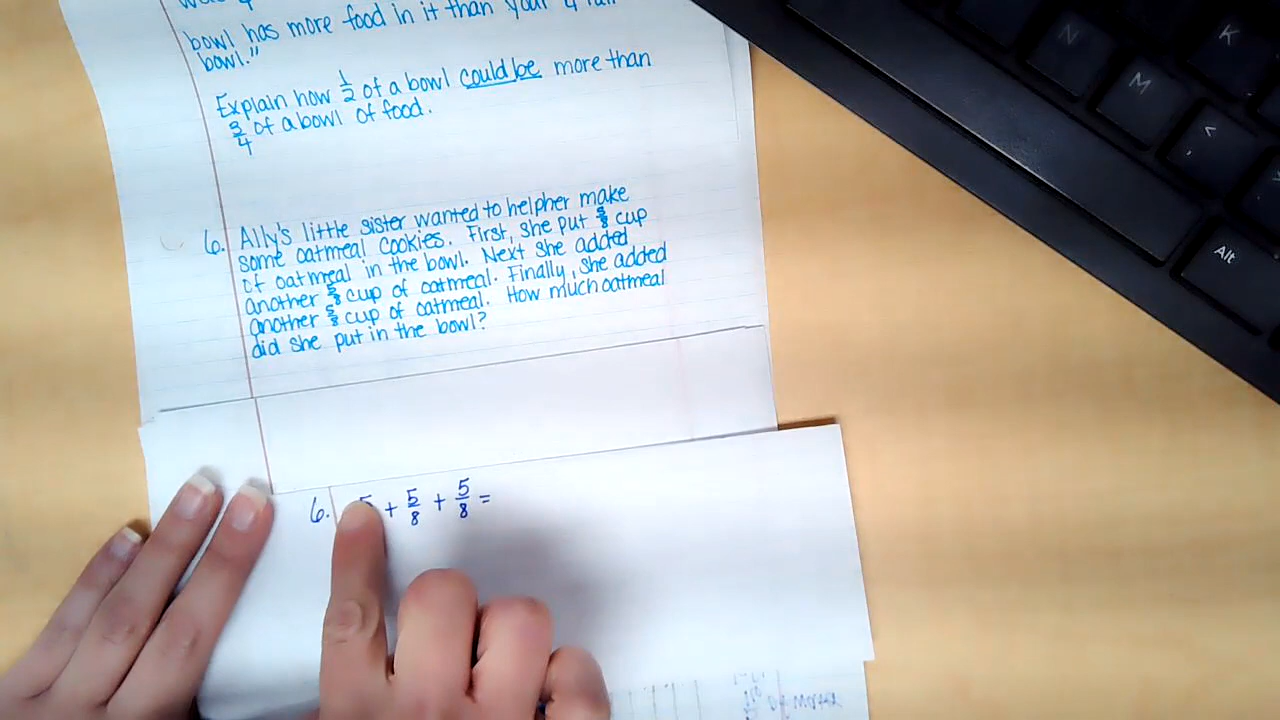 bowl has more food in it than your
bowl."
Explain how 1/2 of a bowl could be more than
3/4 of a bowl of food.
6. Ally's little sister wanted to help her make
some oatmeal cookies. First, she put 5/8 cup
of oatmeal in the bowl. Next she added
another 5/8 cup of oatmeal. Finally, she added
another 5/8 cup of oatmeal. How much oatmeal
did she put in the bowl?
6. 5 + 5/8 + 5/8 =
N
K
M
<
,
Alt